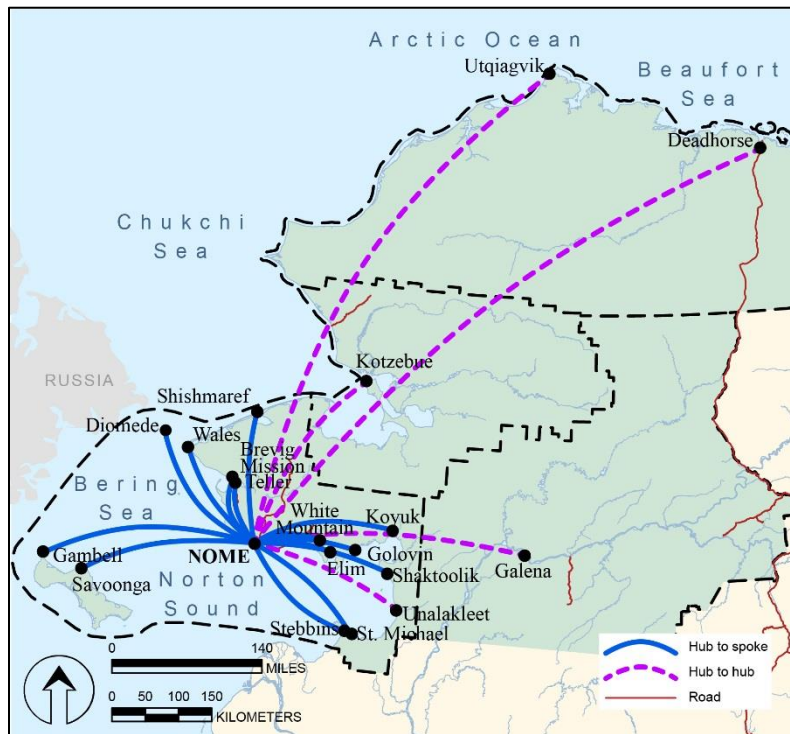 Arctic Ocean
Utqiagvik
Beaufort
Sea
Deadhorse
Chukchi
Sea
Kotzebue
RUSSIA
Shishmaref
Diomede
Wales
Brevig
Mission
Teller
Bering
Sea
White
Mountain
Koyuk
NOME
Gambell
Golovin
Elim
Galena
Savoonga
Shaktoolik
Norton
Sound
Unalakleet
Stebbins
St. Michael
0 140
MILES
0 50 100 150
KILOMETERS
Hub to spoke
Hub to hub
Road